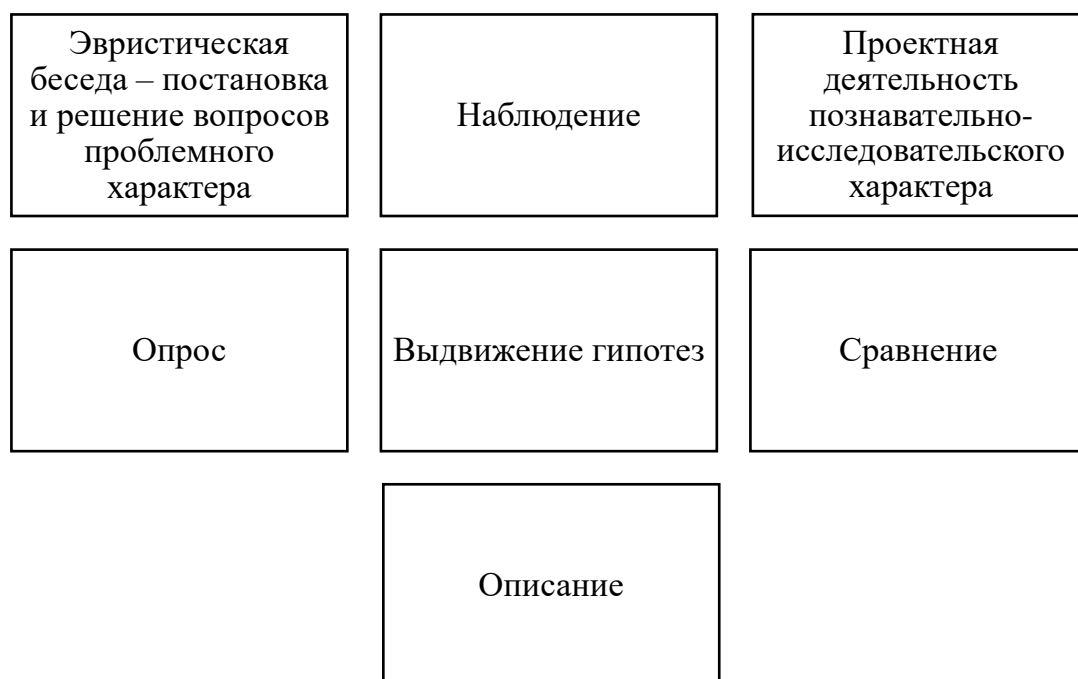 Эвристическая
беседа – постановка
и решение вопросов
проблемного
характера
Наблюдение
Проектная
деятельность
познавательно-
исследовательского
характера
Опрос
Выдвижение гипотез
Сравнение
Описание